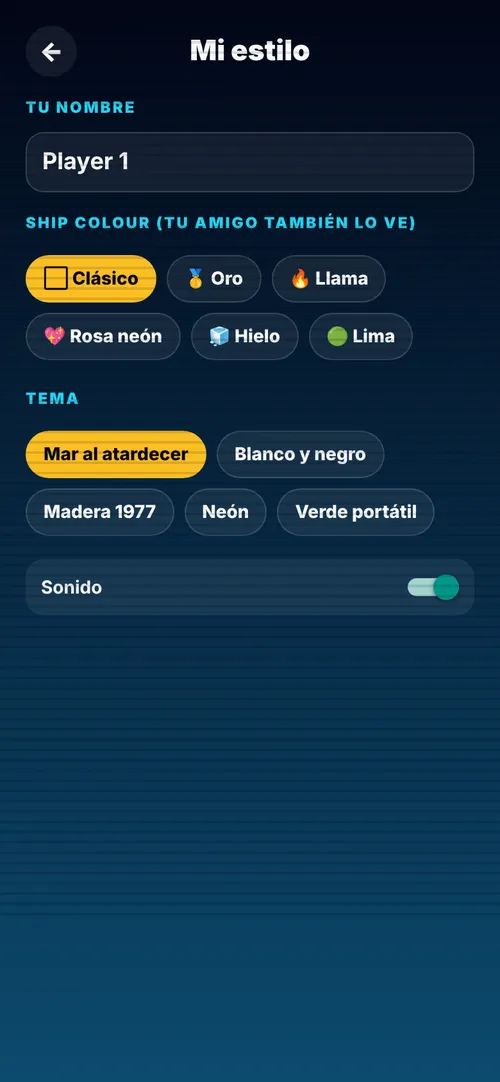 Mi estilo
TU NOMBRE
Player 1
SHIP COLOUR (TU AMIGO TAMBIÉN LO VE)
Clásico
🥇 Oro
🔥 Llama
💖 Rosa neón
🧊 Hielo
🟢 Lima
TEMA
Mar al atardecer
Blanco y negro
Madera 1977
Neón
Verde portátil
Sonido